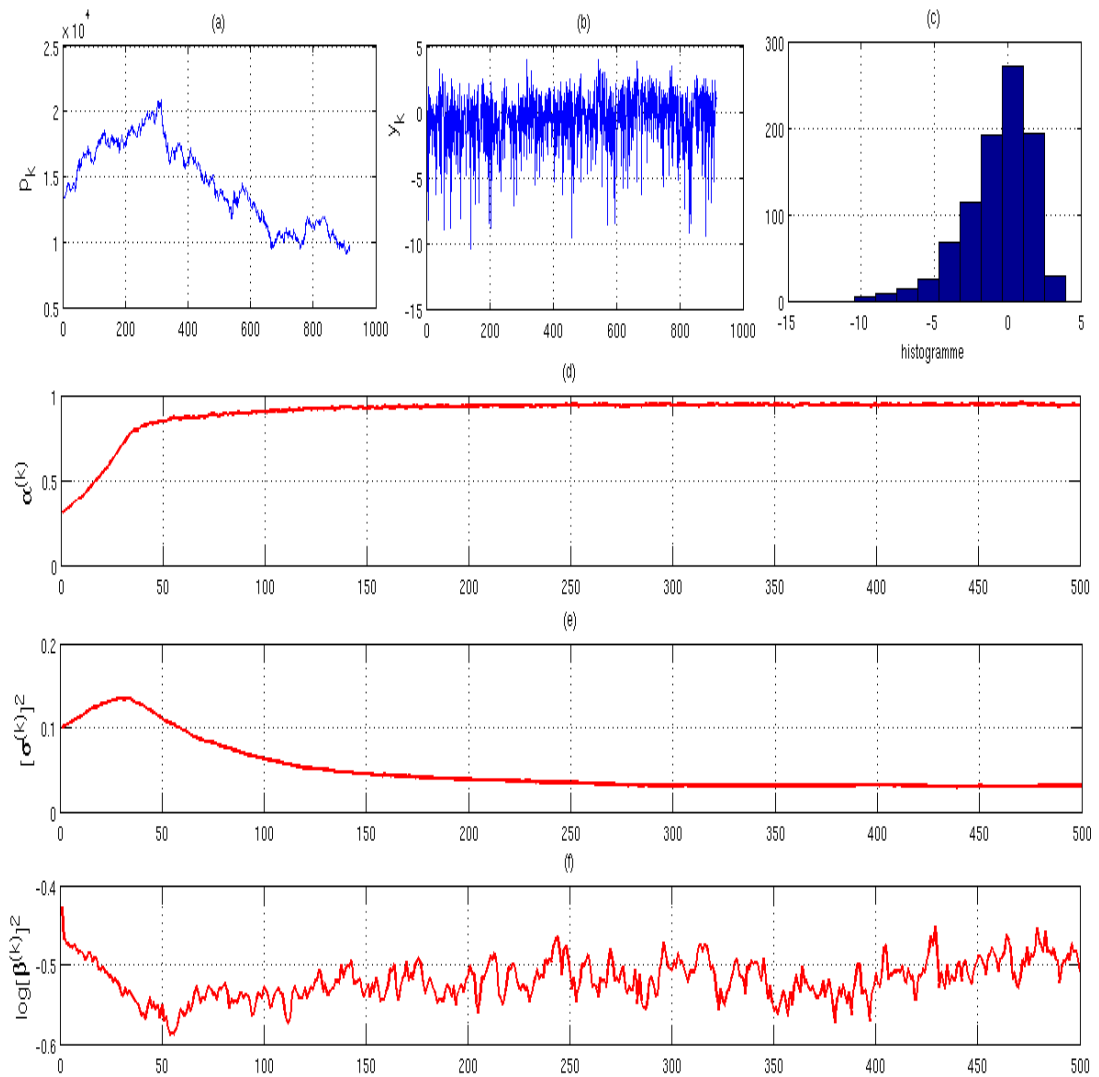 (a)
× 10^4
2.5
2
1.5
1
0.5
p_k
0 200 400 600 800 1000
(b)
5
0
-5
-10
-15
y_k
0 200 400 600 800 1000
(c)
300
200
100
0
-15 -10 -5 0 5
histogramme
(d)
1
0.5
0
α^(k)
0 50 100 150 200 250 300 350 400 450 500
(e)
0.2
0.1
0
[σ^(k)]^2
0 50 100 150 200 250 300 350 400 450 500
(f)
-0.4
-0.5
-0.6
log[β^(k)]^2
0 50 100 150 200 250 300 350 400 450 500